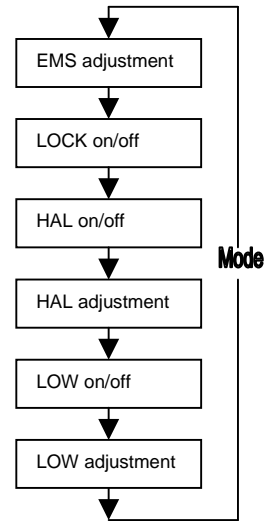 EMS adjustment
LOCK on/off
HAL on/off
Mode
HAL adjustment
LOW on/off
LOW adjustment